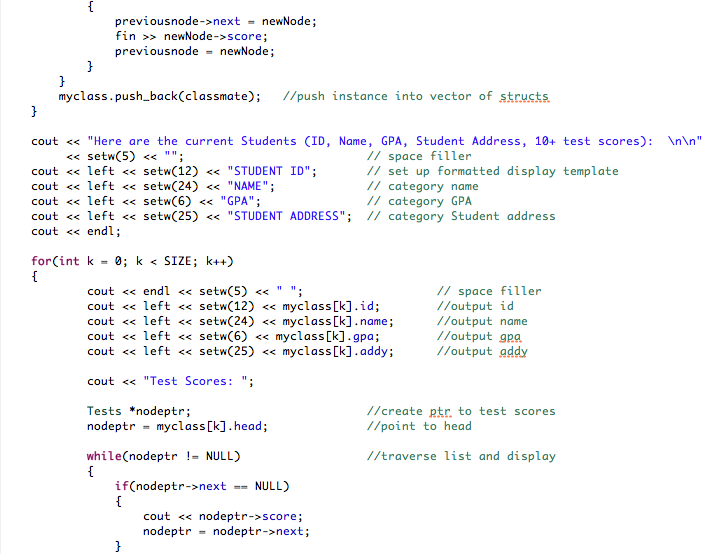 {
previousnode->next = newNode;
fin >> newNode->score;
previousnode = newNode;
}
}
myclass.push_back(classmate);   //push instance into vector of structs
}
cout << "Here are the current Students (ID, Name, GPA, Student Address, 10+ test scores):  \n\n"
<< setw(5) << "";   // space filler
cout << left << setw(12) << "STUDENT ID";   // set up formatted display template
cout << left << setw(24) << "NAME";   // category name
cout << left << setw(6) << "GPA";   // category GPA
cout << left << setw(25) << "STUDENT ADDRESS";  // category Student address
cout << endl;
for(int k = 0; k < SIZE; k++)
{
cout << endl << setw(5) << " ";   // space filler
cout << left << setw(12) << myclass[k].id;   //output id
cout << left << setw(24) << myclass[k].name;   //output name
cout << left << setw(6) << myclass[k].gpa;   //output gpa
cout << left << setw(25) << myclass[k].addy;   //output addy
cout << "Test Scores: ";
Tests *nodeptr;   //create ptr to test scores
nodeptr = myclass[k].head;   //point to head
while(nodeptr != NULL)   //traverse list and display
{
if(nodeptr->next == NULL)
{
cout << nodeptr->score;
nodeptr = nodeptr->next;
}